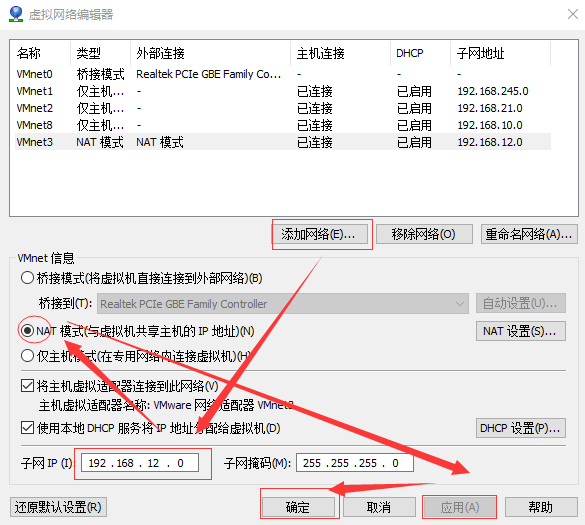 虚拟网络编辑器
名称 类型 外部连接 主机连接 DHCP 子网地址
VMnet0 桥接模式 Realtek PCIe GBE Family Co... - - -
VMnet1 仅主机... - 已连接 已启用 192.168.245.0
VMnet2 仅主机... - 已连接 已启用 192.168.21.0
VMnet8 仅主机... - 已连接 已启用 192.168.10.0
VMnet3 NAT 模式 NAT 模式 已连接 已启用 192.168.12.0
添加网络(E)... 移除网络(O) 重命名网络(A)...
VMnet 信息
桥接模式(将虚拟机直接连接到外部网络)(B)
桥接到(T): Realtek PCIe GBE Family Controller 自动设置(U)...
NAT 模式(与虚拟机共享主机的 IP 地址)(N) NAT 设置(S)...
仅主机模式(在专用网络内连接虚拟机)(H)
将主机虚拟适配器连接到此网络(V)
主机虚拟适配器名称: VMware 网络适配器 VMnet3
使用本地 DHCP 服务将 IP 地址分配给虚拟机(D) DHCP 设置(P)...
子网 IP (I): 192 .168 . 12 . 0 子网掩码(M): 255 .255 .255 . 0
还原默认设置(R) 确定 取消 应用(A) 帮助